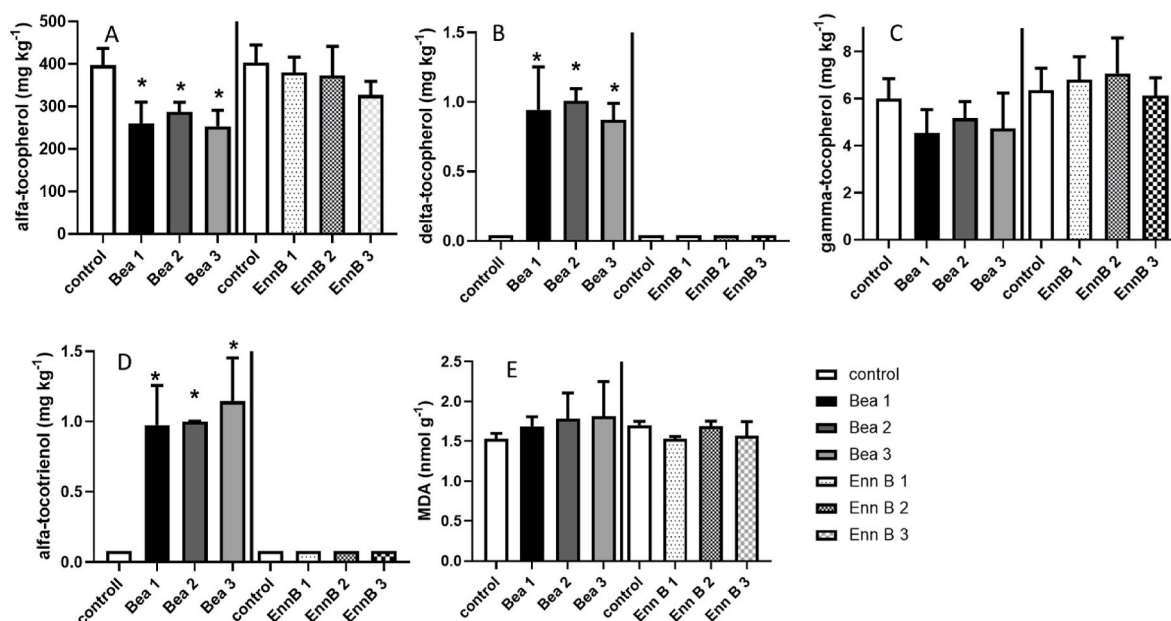 A
alfa-tocopherol (mg kg⁻¹)
500
400
300
200
100
0
* * *
control Bea 1 Bea 2 Bea 3 control EnnB 1 EnnB 2 EnnB 3
B
delta-tocopherol (mg kg⁻¹)
1.5
1.0
0.5
0.0
* * *
controll Bea 1 Bea 2 Bea 3 control EnnB 1 EnnB 2 EnnB 3
C
gamma-tocopherol (mg kg⁻¹)
8
6
4
2
0
control Bea 1 Bea 2 Bea 3 control EnnB 1 EnnB 2 EnnB 3
D
alfa-tocotrienol (mg kg⁻¹)
1.5
1.0
0.5
0.0
* * *
controll Bea 1 Bea 2 Bea 3 control EnnB 1 EnnB 2 EnnB 3
E
MDA (nmol g⁻¹)
2.5
2.0
1.5
1.0
0.5
0.0
control Bea 1 Bea 2 Bea 3 control Enn B 1 Enn B 2 Enn B 3
control
Bea 1
Bea 2
Bea 3
Enn B 1
Enn B 2
Enn B 3